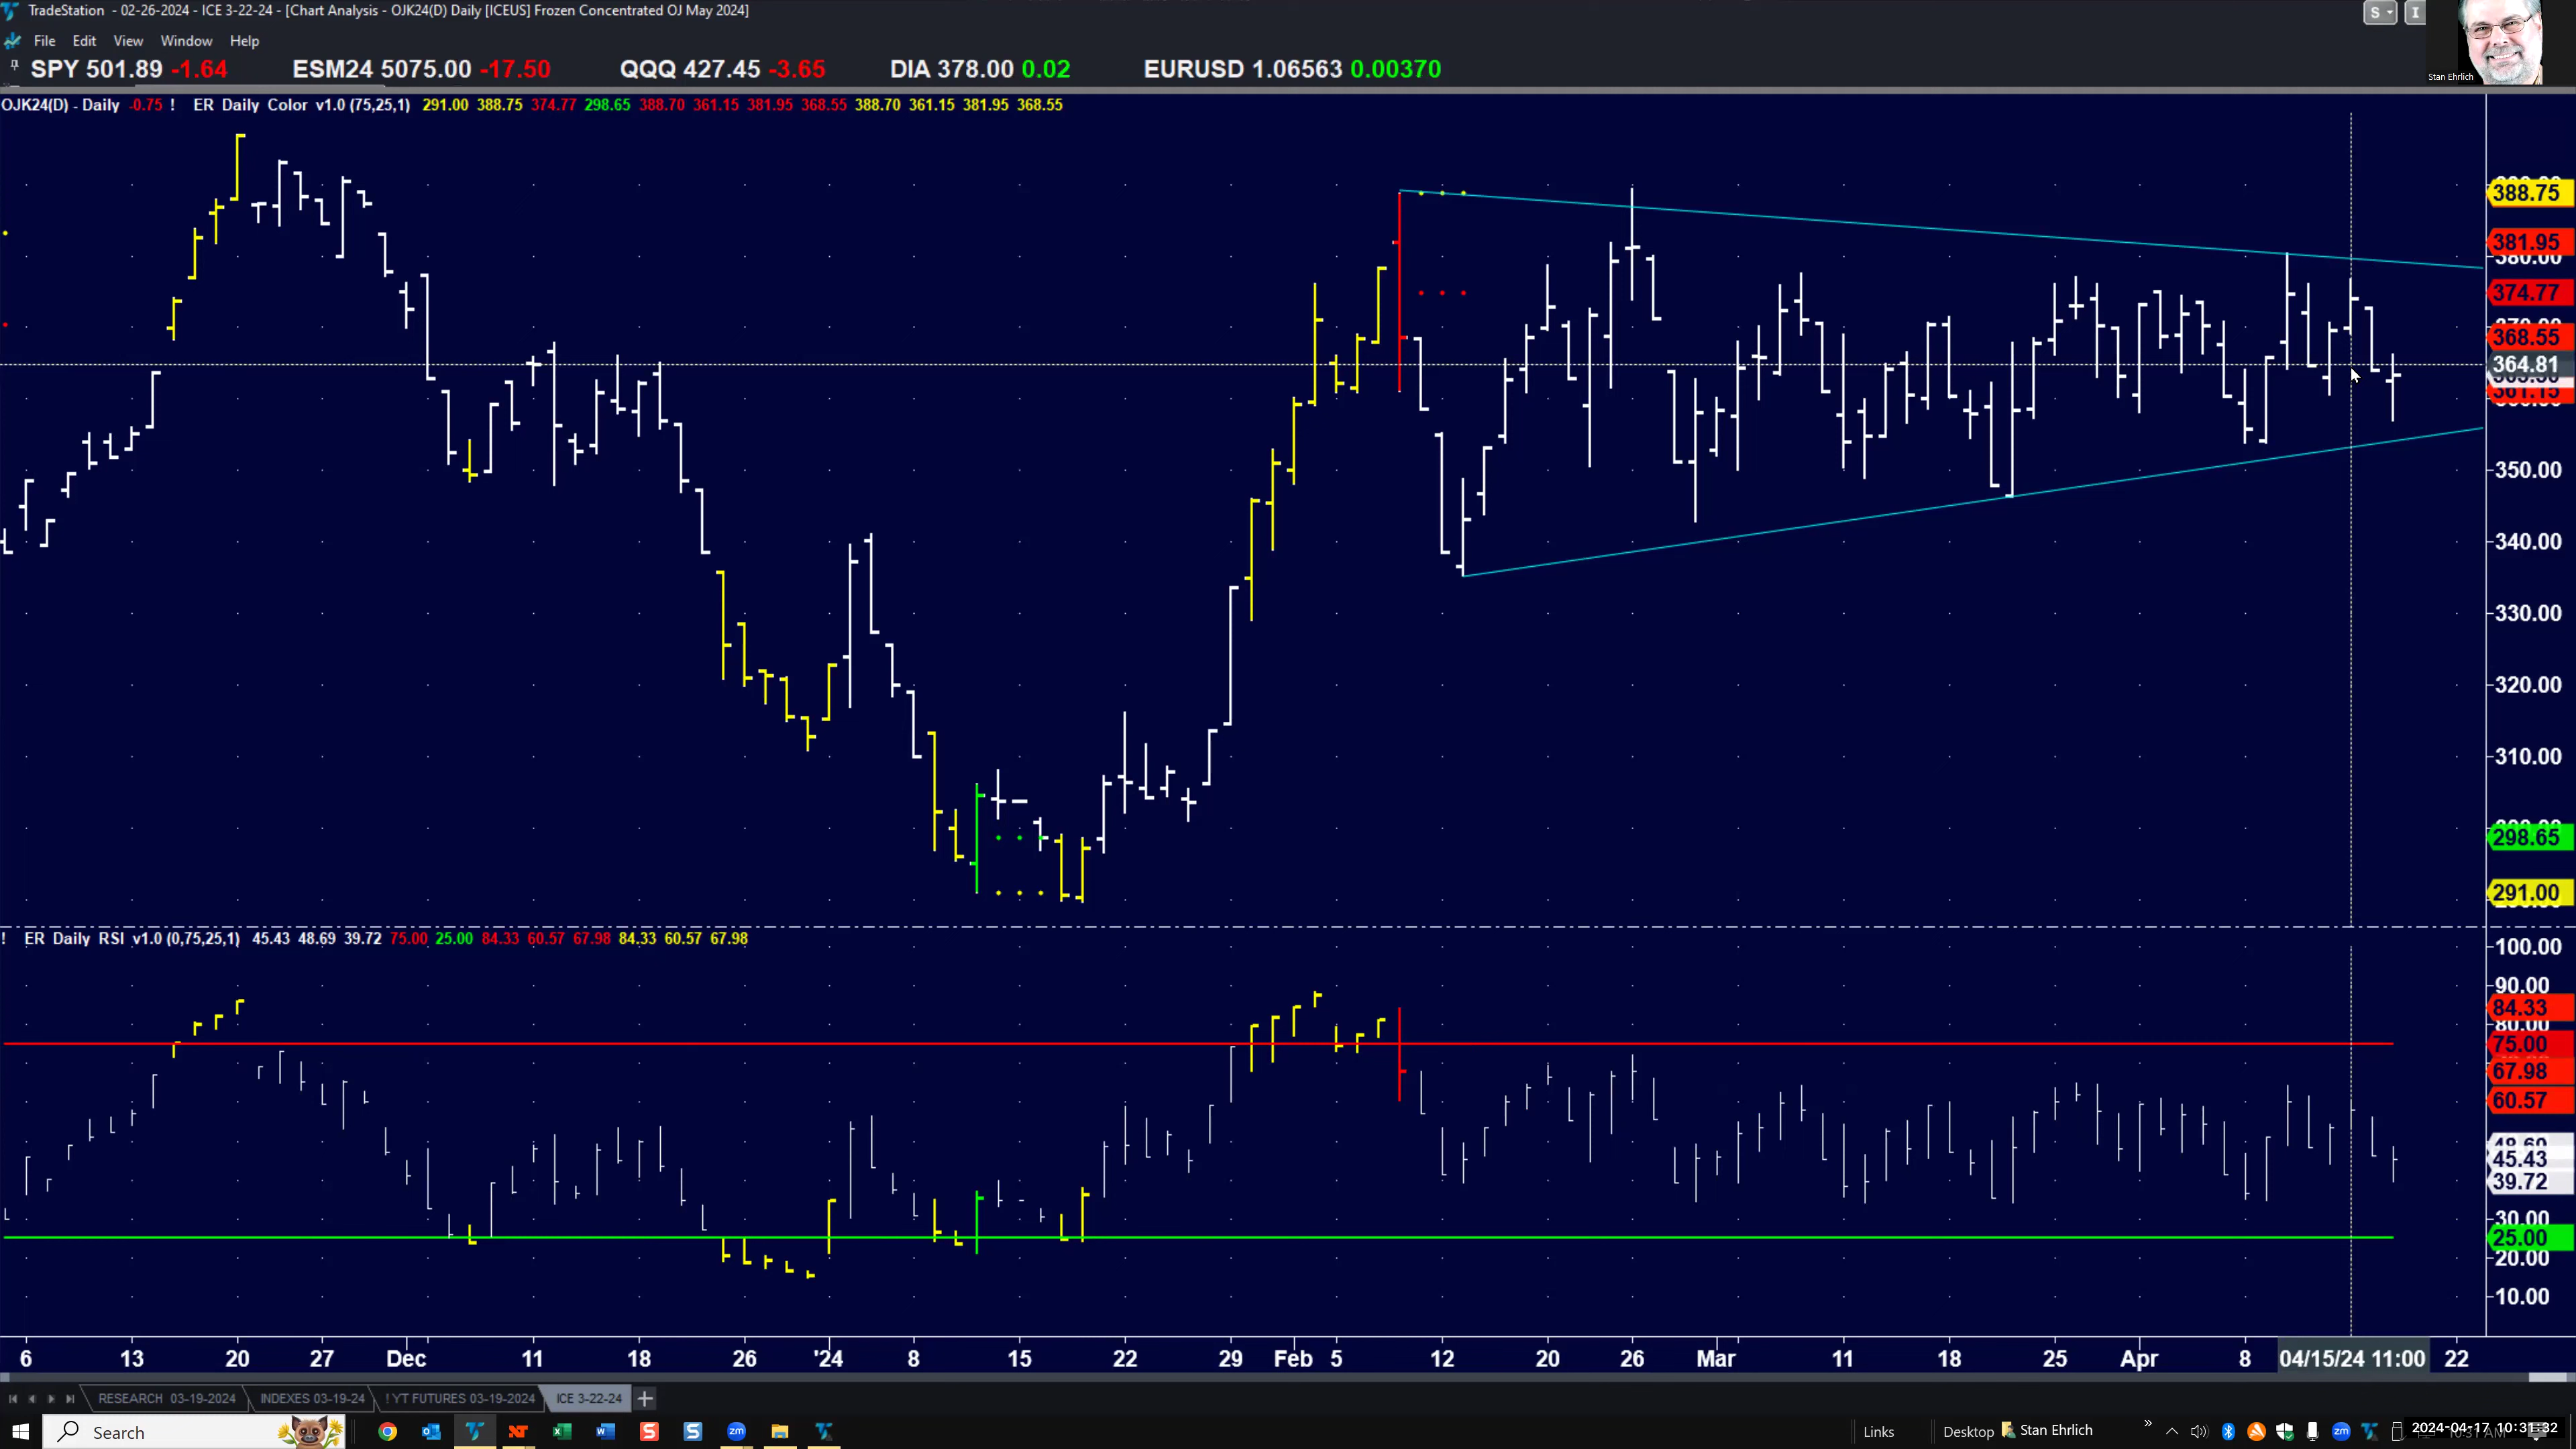 TradeStation - 02-26-2024 - ICE 3-22-24 - [Chart Analysis - OJK24(D) Daily [ICEUS] Frozen Concentrated OJ May 2024]
S
I
File Edit View Window Help
Stan Ehrlich
SPY 501.89 -1.64 ESM24 5075.00 -17.50 QQQ 427.45 -3.65 DIA 378.00 0.02 EURUSD 1.06563 0.00370
OJK24(D) - Daily -0.75 ! ER Daily Color v1.0 (75,25,1) 291.00 388.75 374.77 298.65 388.70 361.15 381.95 368.55 388.70 361.15 381.95 368.55
388.75
381.95
380.00
374.77
368.55
364.81
361.15
350.00
340.00
330.00
320.00
310.00
298.65
291.00
! ER Daily RSI v1.0 (0,75,25,1) 45.43 48.69 39.72 75.00 25.00 84.33 60.57 67.98 84.33 60.57 67.98
100.00
90.00
84.33
80.00
75.00
67.98
60.57
48.69
45.43
39.72
30.00
25.00
20.00
10.00
6 13 20 27 Dec 11 18 26 '24 8 15 22 29 Feb 5 12 20 26 Mar 11 18 25 Apr 8 04/15/24 11:00 22
RESEARCH 03-19-2024 INDEXES 03-19-24 ! YT FUTURES 03-19-2024 ICE 3-22-24 +
Search Links Desktop Stan Ehrlich 2024-04-17 10:31:32